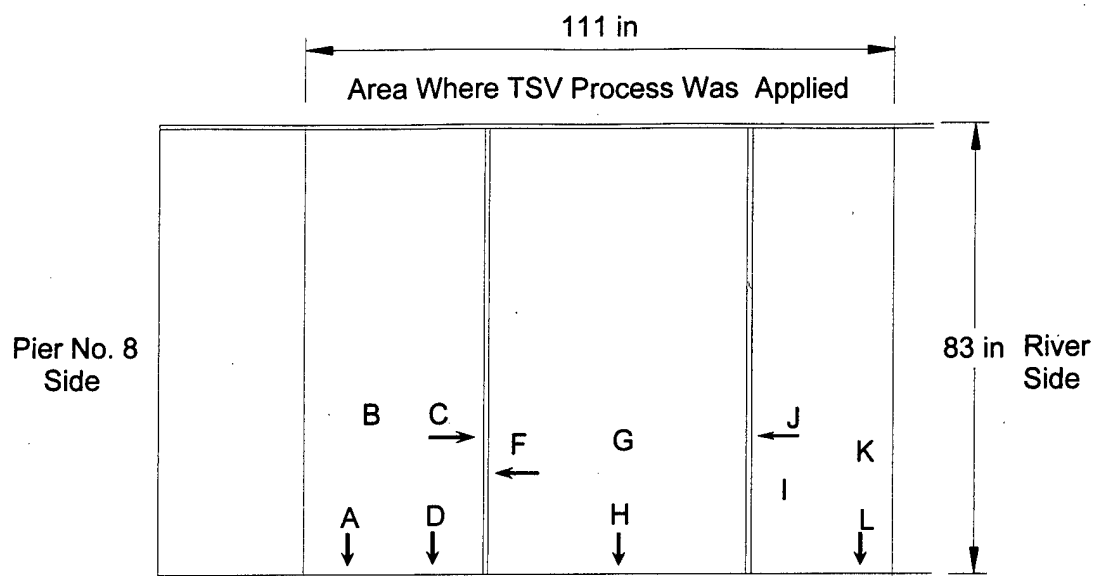 111 in
Area Where TSV Process Was Applied
Pier No. 8
Side
83 in
River
Side
B
C
J
F
G
K
I
A
D
H
L